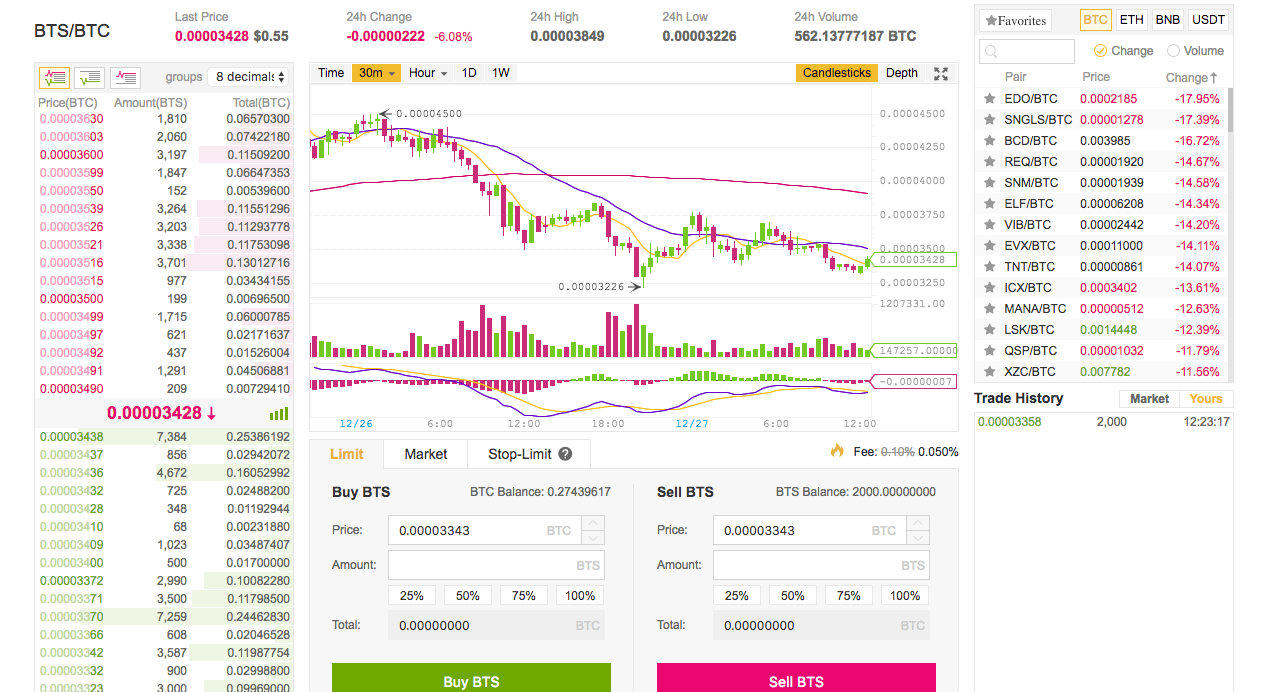 BTS/BTC
Last Price
0.00003428 $0.55
24h Change
-0.00000222 -6.08%
24h High
0.00003849
24h Low
0.00003226
24h Volume
562.13777187 BTC
groups 8 decimals
Price(BTC) Amount(BTS) Total(BTC)
0.00003630 1,810 0.06570300
0.00003603 2,060 0.07422180
0.00003600 3,197 0.11509200
0.00003599 1,847 0.06647353
0.00003550 152 0.00539600
0.00003539 3,264 0.11551296
0.00003526 3,203 0.11293778
0.00003521 3,338 0.11753098
0.00003516 3,701 0.13012716
0.00003515 977 0.03434155
0.00003500 199 0.00696500
0.00003499 1,715 0.06000785
0.00003497 621 0.02171637
0.00003492 437 0.01526004
0.00003491 1,291 0.04506881
0.00003490 209 0.00729410
0.00003428↓
0.00003438 7,384 0.25386192
0.00003437 856 0.02942072
0.00003436 4,672 0.16052992
0.00003432 725 0.02488200
0.00003428 348 0.01192944
0.00003410 68 0.00231880
0.00003409 1,023 0.03487407
0.00003400 500 0.01700000
0.00003372 2,990 0.10082280
0.00003371 3,500 0.11798500
0.00003370 7,259 0.24462830
0.00003366 608 0.02046528
0.00003342 3,587 0.11987754
0.00003332 900 0.02998800
0.00003323 3,000 0.09969000
Time 30m Hour 1D 1W Candlesticks Depth
0.00004500
0.00003226
0.00004500
0.00004250
0.00004000
0.00003750
0.00003500
0.00003428
0.00003250
1207331.00
147257.00000
-0.00000007
12/26 6:00 12:00 18:00 12/27 6:00 12:00
Limit Market Stop-Limit ? Fee: 0.10% 0.050%
Buy BTS BTC Balance: 0.27439617
Price: 0.00003343 BTC
Amount: BTS
25% 50% 75% 100%
Total: 0.00000000 BTC
Buy BTS
Sell BTS BTS Balance: 2000.00000000
Price: 0.00003343 BTC
Amount: BTS
25% 50% 75% 100%
Total: 0.00000000 BTC
Sell BTS
★Favorites BTC ETH BNB USDT
Change Volume
Pair Price Change↑
EDO/BTC 0.0002185 -17.95%
SNGLS/BTC 0.00001278 -17.39%
BCD/BTC 0.003985 -16.72%
REQ/BTC 0.00001920 -14.67%
SNM/BTC 0.00001939 -14.58%
ELF/BTC 0.00006208 -14.34%
VIB/BTC 0.00002442 -14.20%
EVX/BTC 0.00011000 -14.11%
TNT/BTC 0.00000861 -14.07%
ICX/BTC 0.0003402 -13.61%
MANA/BTC 0.00000512 -12.63%
LSK/BTC 0.0014448 -12.39%
QSP/BTC 0.00001032 -11.79%
XZC/BTC 0.007782 -11.56%
Trade History Market Yours
0.00003358 2,000 12:23:17